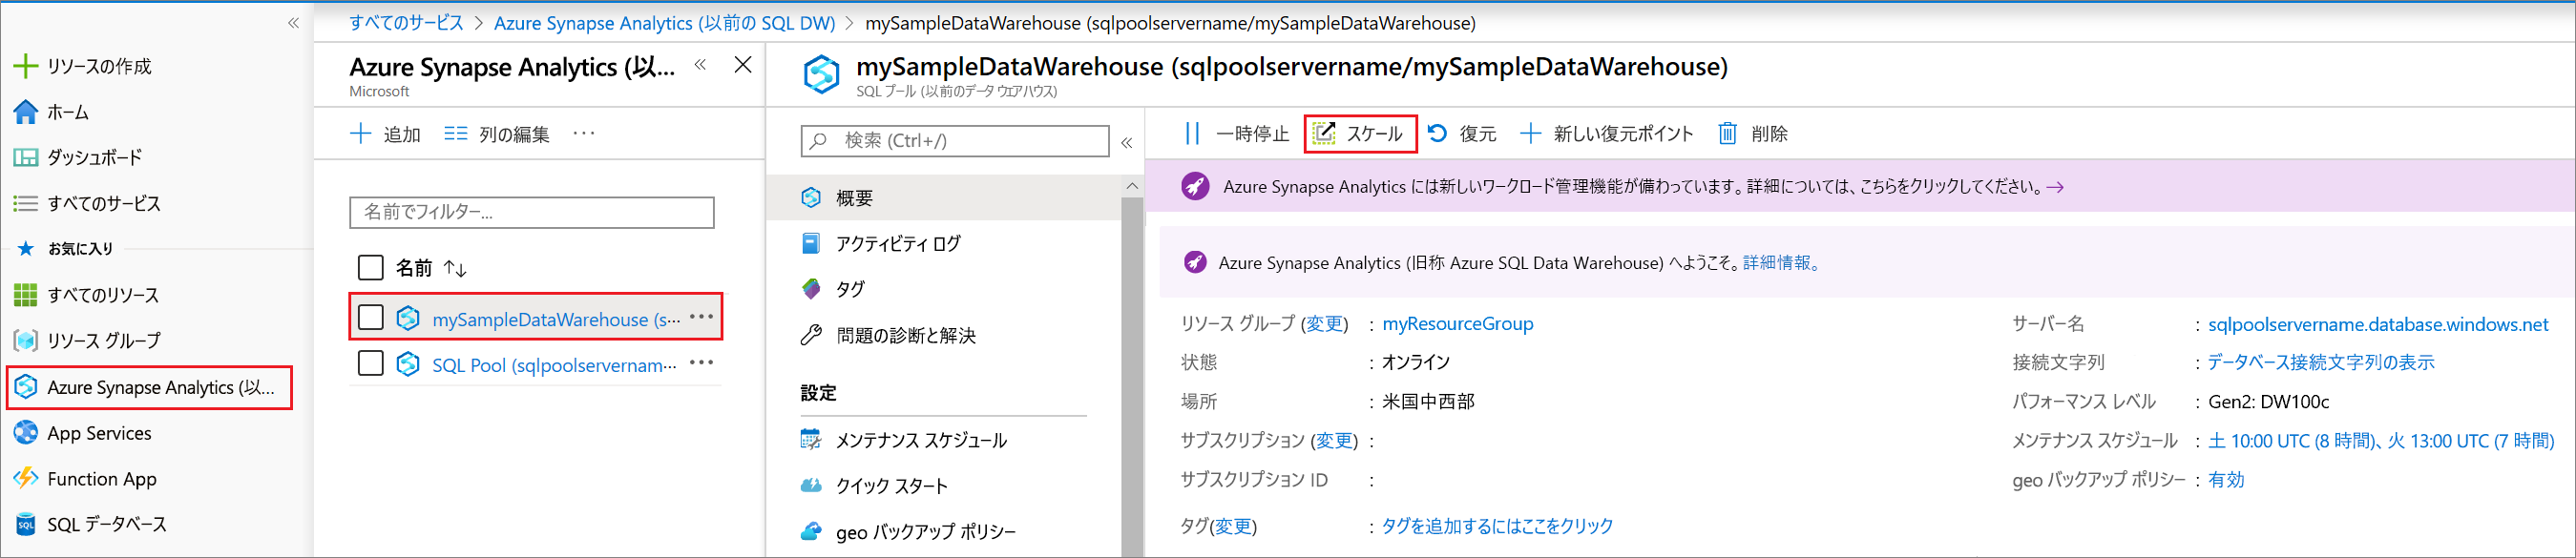 すべてのサービス > Azure Synapse Analytics (以前の SQL DW) > mySampleDataWarehouse (sqlpoolservername/mySampleDataWarehouse)
«
リソースの作成
ホーム
ダッシュボード
すべてのサービス
お気に入り
すべてのリソース
リソース グループ
Azure Synapse Analytics (以...
App Services
Function App
SQL データベース
Azure Synapse Analytics (以... «
Microsoft
追加 列の編集 ...
名前でフィルター...
名前 ↑↓
mySampleDataWarehouse (s... ...
SQL Pool (sqlpoolservernam... ...
mySampleDataWarehouse (sqlpoolservername/mySampleDataWarehouse)
SQL プール (以前のデータ ウェアハウス)
検索 (Ctrl+/) «
概要
アクティビティ ログ
タグ
問題の診断と解決
設定
メンテナンス スケジュール
クイック スタート
geo バックアップ ポリシー
一時停止 スケール 復元 新しい復元ポイント 削除
Azure Synapse Analytics には新しいワークロード管理機能が備わっています。詳細については、こちらをクリックしてください。→
Azure Synapse Analytics (旧称 Azure SQL Data Warehouse) へようこそ。詳細情報。
リソース グループ (変更) : myResourceGroup
状態 : オンライン
場所 : 米国中西部
サブスクリプション (変更) :
サブスクリプション ID :
タグ(変更) : タグを追加するにはここをクリック
サーバー名 : sqlpoolservername.database.windows.net
接続文字列 : データベース接続文字列の表示
パフォーマンス レベル : Gen2: DW100c
メンテナンス スケジュール : 土 10:00 UTC (8 時間)、火 13:00 UTC (7 時間)
geo バックアップ ポリシー : 有効